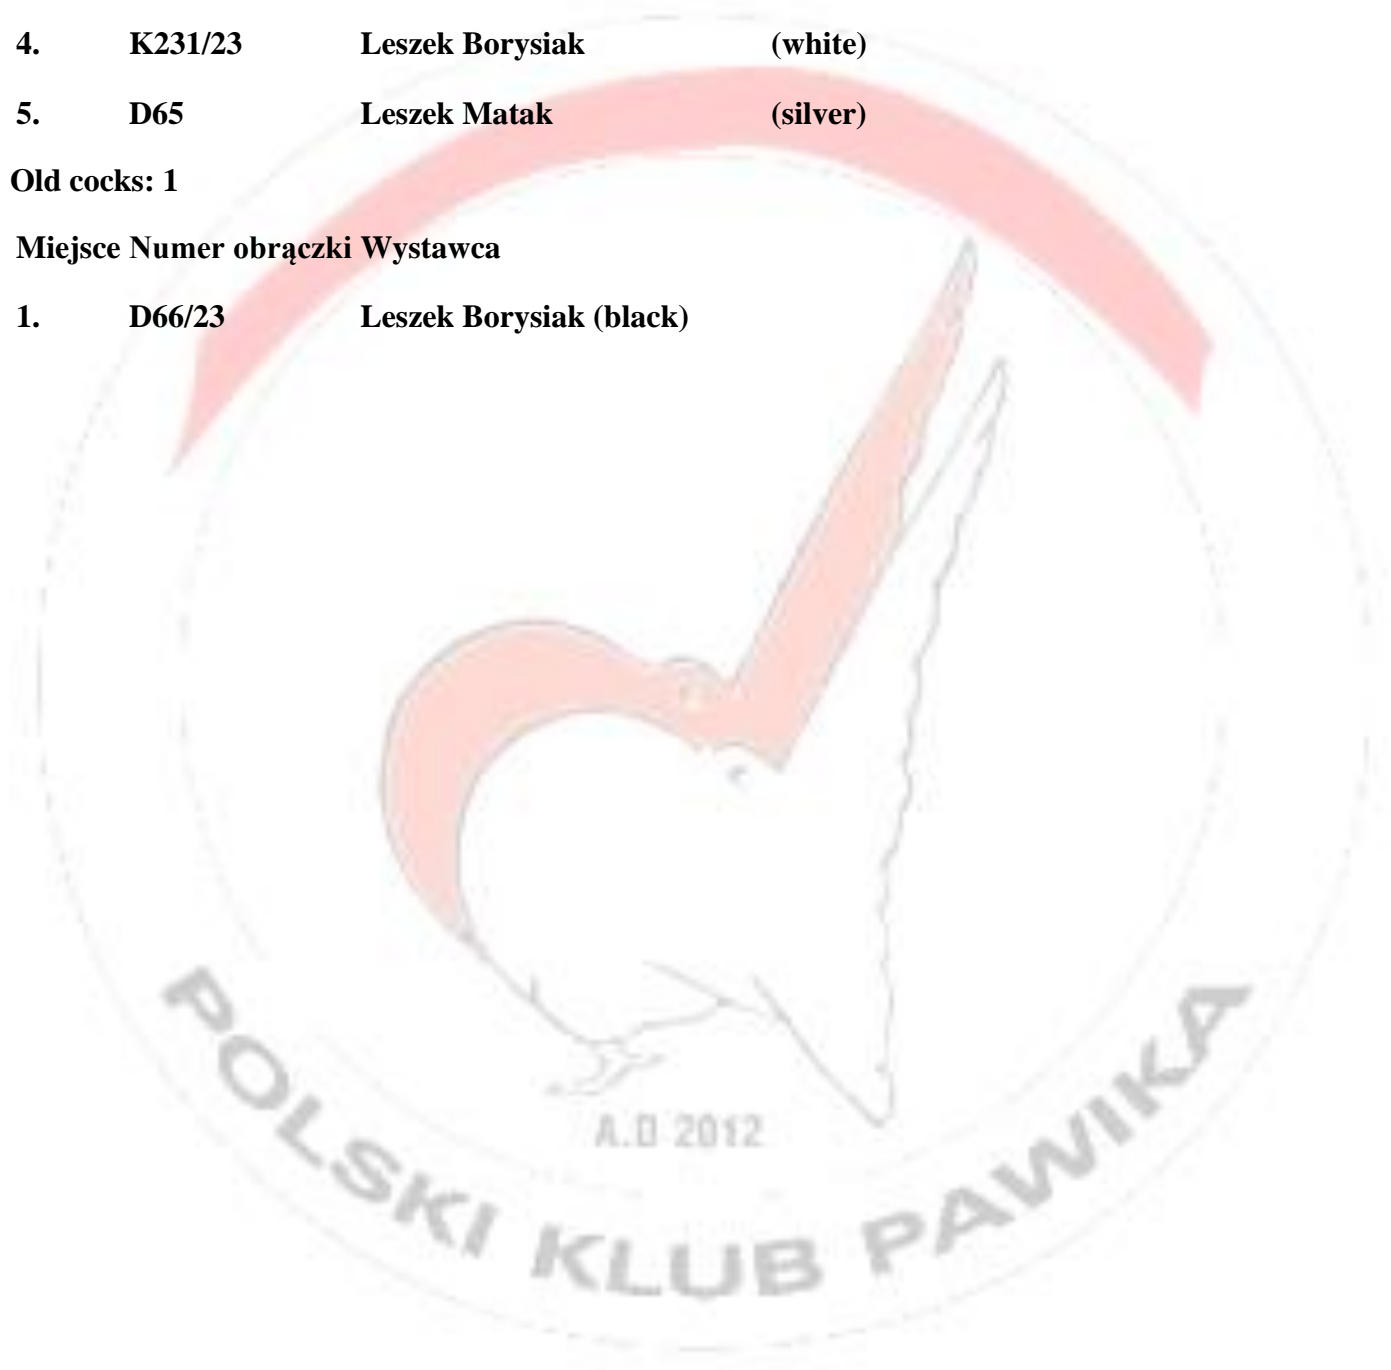 4. K231/23 Leszek Borysiak (white)
5. D65 Leszek Matak (silver)
Old cocks: 1
Miejsce Numer obrączki Wystawca
1. D66/23 Leszek Borysiak (black)
A.D 2012
POLSKI KLUB PAWIKA